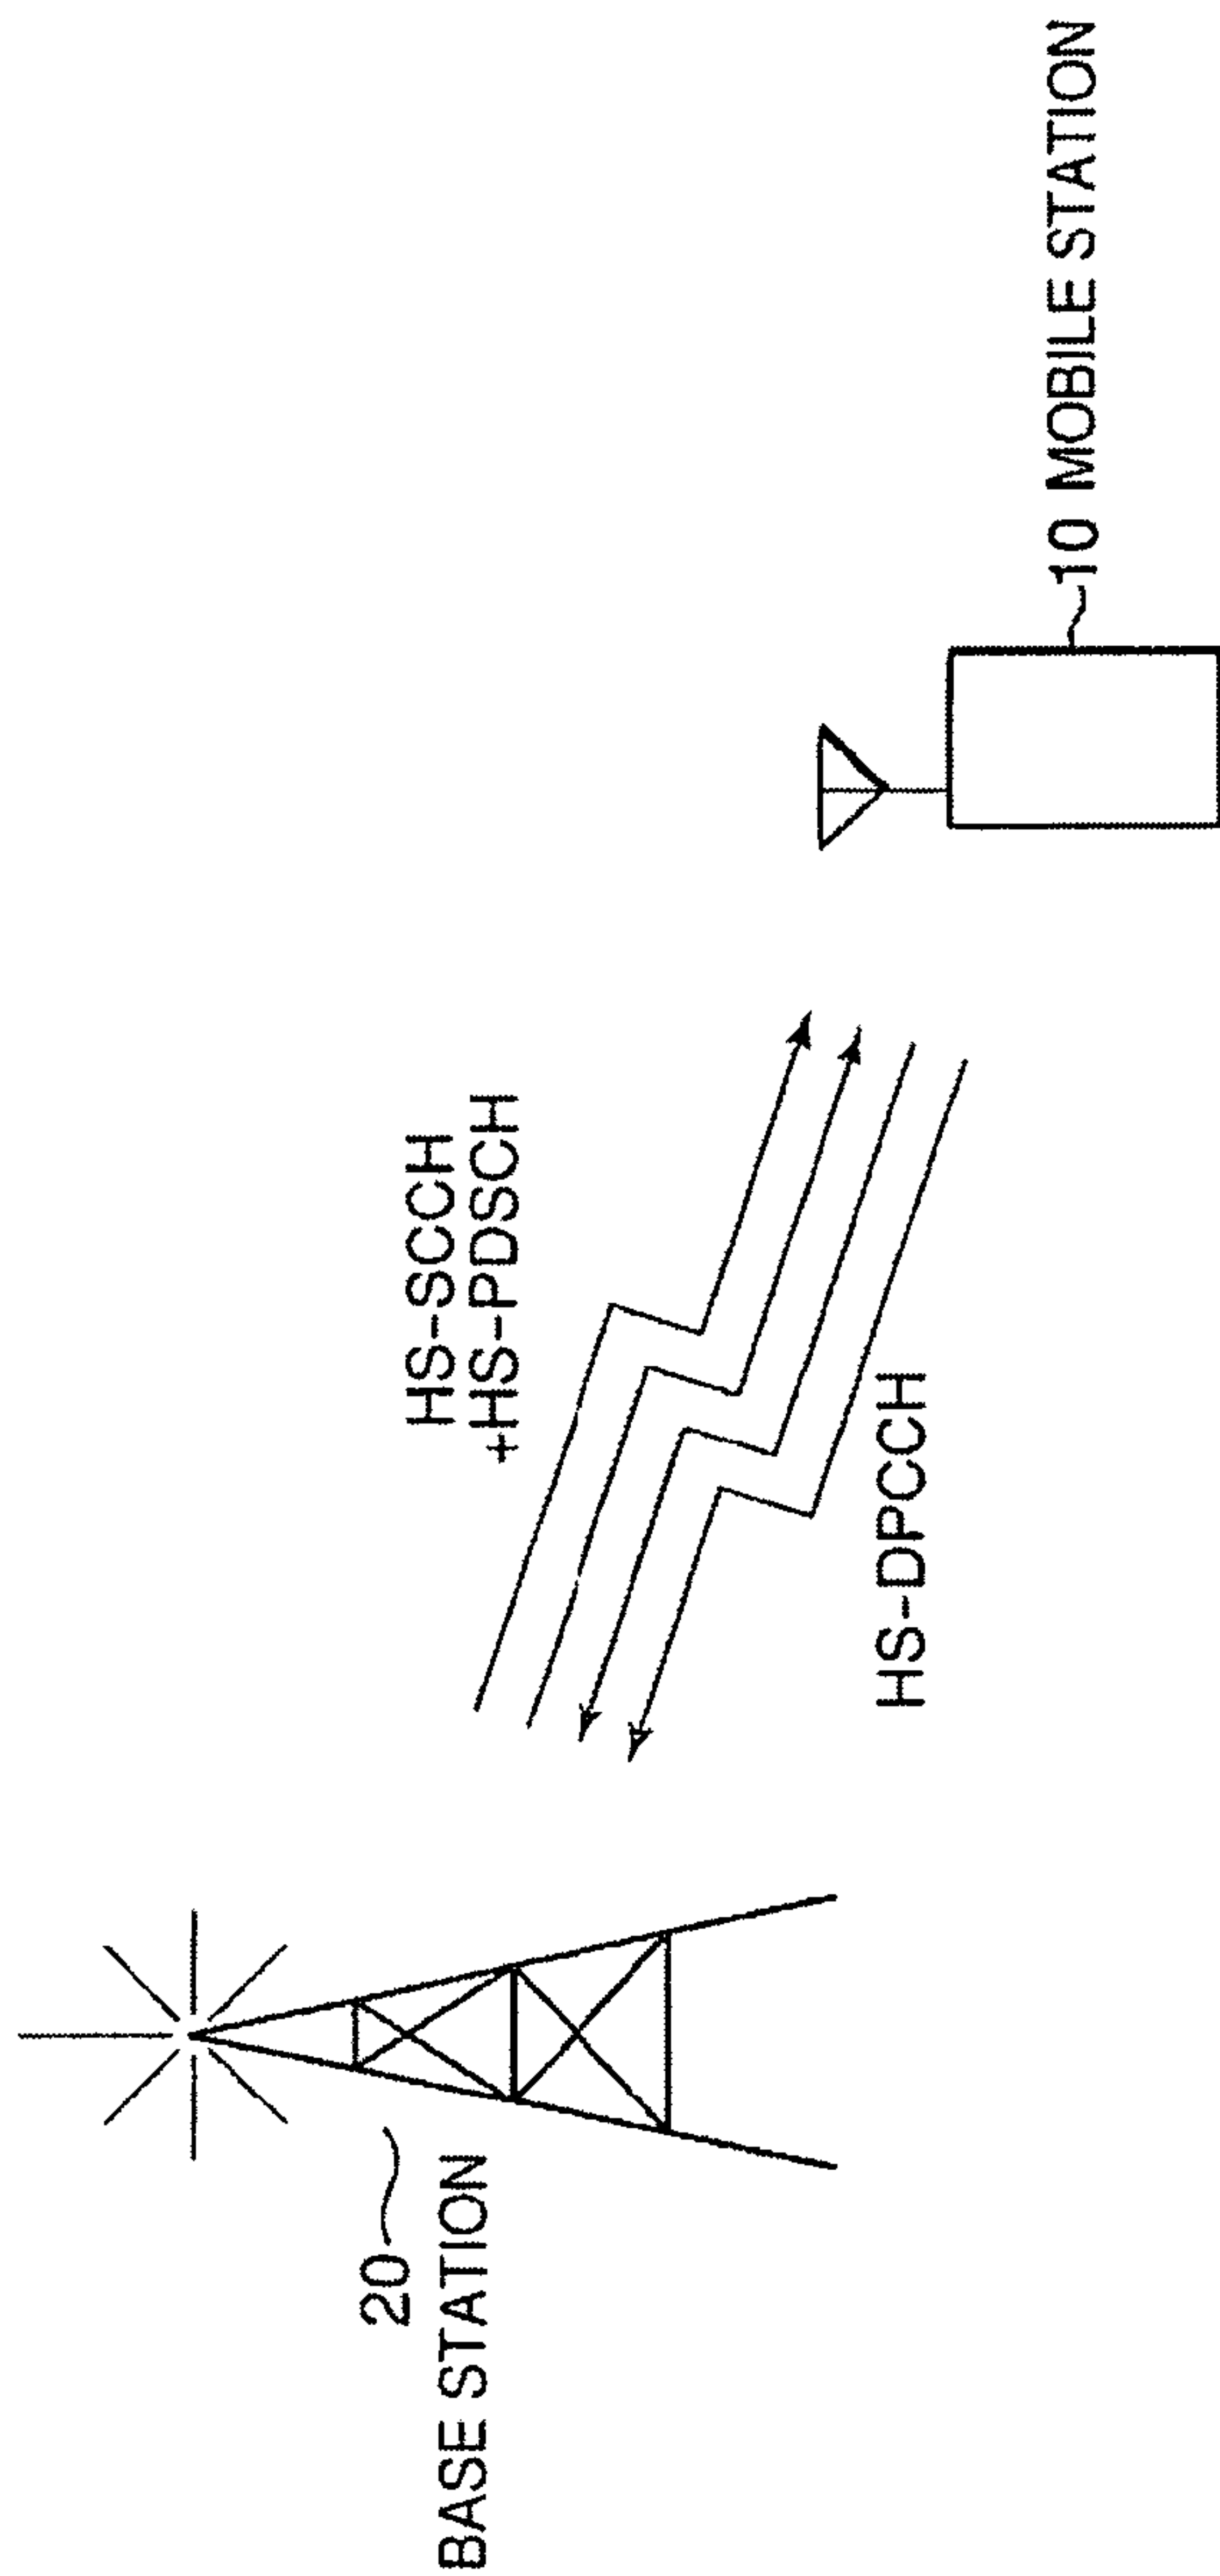 HS-SCCH
+HS-PDSCH
20
BASE STATION
HS-DPCCH
10 MOBILE STATION